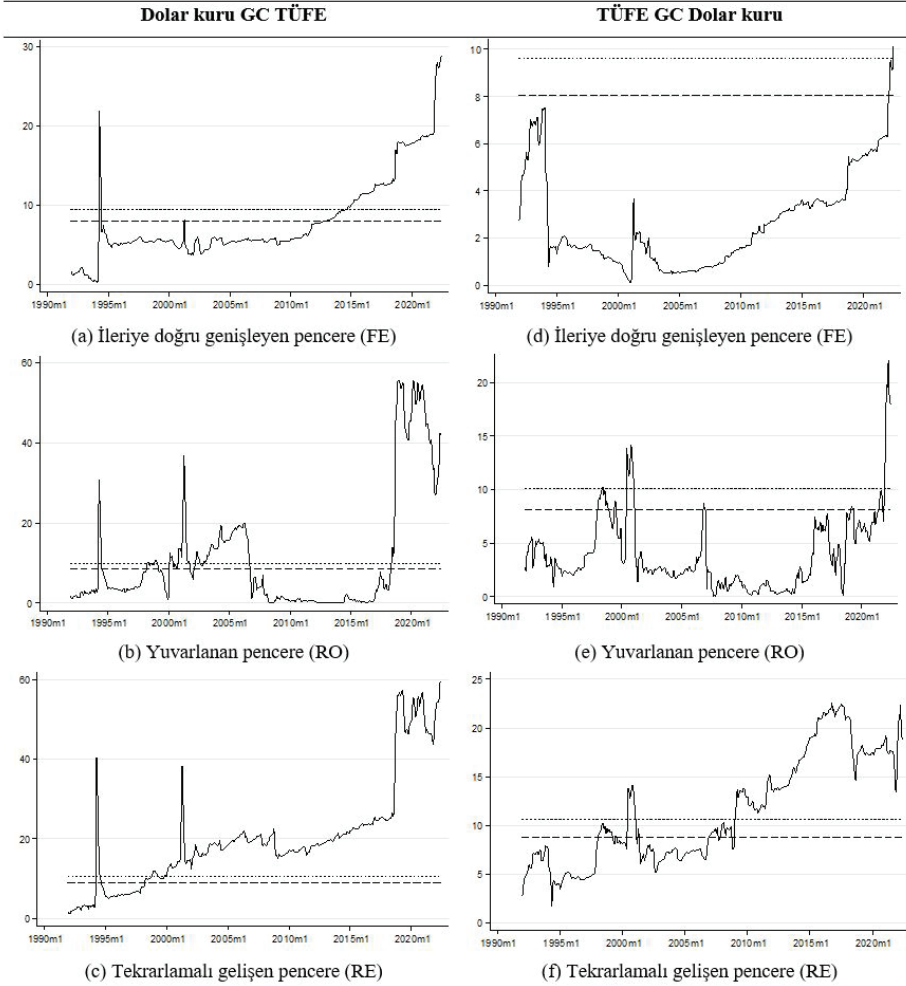 Dolar kuru GC TÜFE
TÜFE GC Dolar kuru
30
20
10
0
1990m1 1995m1 2000m1 2005m1 2010m1 2015m1 2020m1
(a) İleriye doğru genişleyen pencere (FE)
10
8
6
4
2
0
1990m1 1995m1 2000m1 2005m1 2010m1 2015m1 2020m1
(d) İleriye doğru genişleyen pencere (FE)
60
40
20
0
1990m1 1995m1 2000m1 2005m1 2010m1 2015m1 2020m1
(b) Yuvarlanan pencere (RO)
20
15
10
5
0
1990m1 1995m1 2000m1 2005m1 2010m1 2015m1 2020m1
(e) Yuvarlanan pencere (RO)
60
40
20
0
1990m1 1995m1 2000m1 2005m1 2010m1 2015m1 2020m1
(c) Tekrarlamalı gelişen pencere (RE)
25
20
15
10
5
0
1990m1 1995m1 2000m1 2005m1 2010m1 2015m1 2020m1
(f) Tekrarlamalı gelişen pencere (RE)